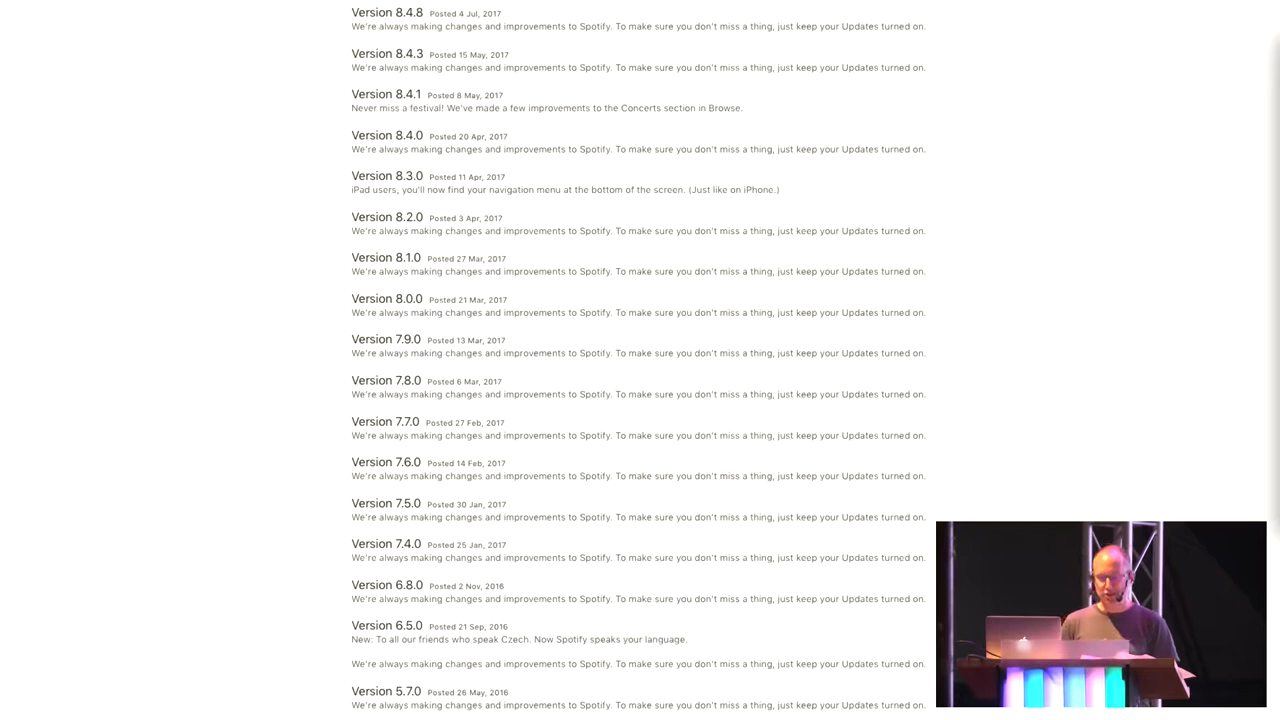 Version 8.4.8 Posted 4 Jul, 2017
We're always making changes and improvements to Spotify. To make sure you don't miss a thing, just keep your Updates turned on.
Version 8.4.3 Posted 15 May, 2017
We're always making changes and improvements to Spotify. To make sure you don't miss a thing, just keep your Updates turned on.
Version 8.4.1 Posted 8 May, 2017
Never miss a festival! We've made a few improvements to the Concerts section in Browse.
Version 8.4.0 Posted 20 Apr, 2017
We're always making changes and improvements to Spotify. To make sure you don't miss a thing, just keep your Updates turned on.
Version 8.3.0 Posted 11 Apr, 2017
iPad users, you'll now find your navigation menu at the bottom of the screen. (Just like on iPhone.)
Version 8.2.0 Posted 3 Apr, 2017
We're always making changes and improvements to Spotify. To make sure you don't miss a thing, just keep your Updates turned on.
Version 8.1.0 Posted 27 Mar, 2017
We're always making changes and improvements to Spotify. To make sure you don't miss a thing, just keep your Updates turned on.
Version 8.0.0 Posted 21 Mar, 2017
We're always making changes and improvements to Spotify. To make sure you don't miss a thing, just keep your Updates turned on.
Version 7.9.0 Posted 13 Mar, 2017
We're always making changes and improvements to Spotify. To make sure you don't miss a thing, just keep your Updates turned on.
Version 7.8.0 Posted 6 Mar, 2017
We're always making changes and improvements to Spotify. To make sure you don't miss a thing, just keep your Updates turned on.
Version 7.7.0 Posted 27 Feb, 2017
We're always making changes and improvements to Spotify. To make sure you don't miss a thing, just keep your Updates turned on.
Version 7.6.0 Posted 14 Feb, 2017
We're always making changes and improvements to Spotify. To make sure you don't miss a thing, just keep your Updates turned on.
Version 7.5.0 Posted 30 Jan, 2017
We're always making changes and improvements to Spotify. To make sure you don't miss a thing, just keep your Updates turned on.
Version 7.4.0 Posted 25 Jan, 2017
We're always making changes and improvements to Spotify. To make sure you don't miss a thing, just keep your Updates turned on.
Version 6.8.0 Posted 2 Nov, 2016
We're always making changes and improvements to Spotify. To make sure you don't miss a thing, just keep your Updates turned on.
Version 6.5.0 Posted 21 Sep, 2016
New: To all our friends who speak Czech. Now Spotify speaks your language.
We're always making changes and improvements to Spotify. To make sure you don't miss a thing, just keep your Updates turned on.
Version 5.7.0 Posted 26 May, 2016
We're always making changes and improvements to Spotify. To make sure you don't miss a thing, just keep your Updates turned on.